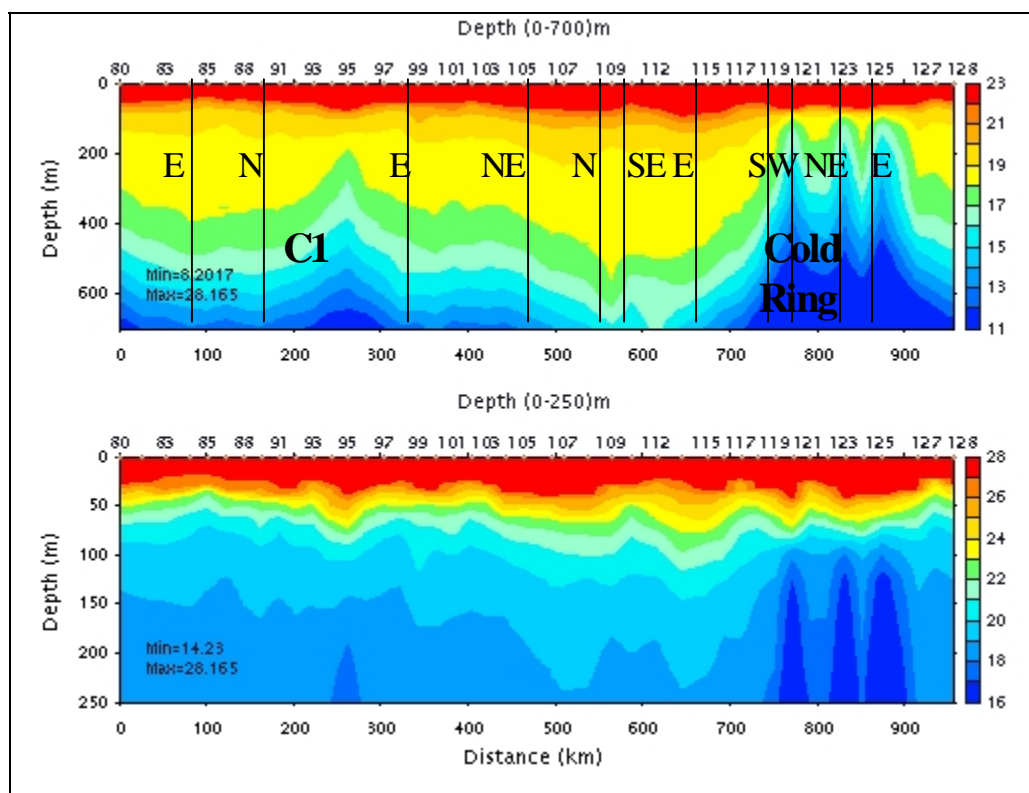 Depth (0-700)m
80 83 85 88 91 93 95 99 101 103 105 107 109 112 115 117 119 121 123 125 127 128
0 23
21
200 E N E NE N SE E SW NE E 19
Depth (m)
400 17
C1 Cold
15
Min=8.2017
Max=28.165
600 Ring 13
11
0 100 200 300 400 500 600 700 800 900
Depth (0-250)m
80 83 85 88 91 93 95 99 101 103 105 107 109 112 115 117 119 121 123 125 127 128
0 28
26
50
24
100
Depth (m)
22
150
20
200 Min=14.23
Max=28.165
18
250 16
0 100 200 300 400 500 600 700 800 900
Distance (km)